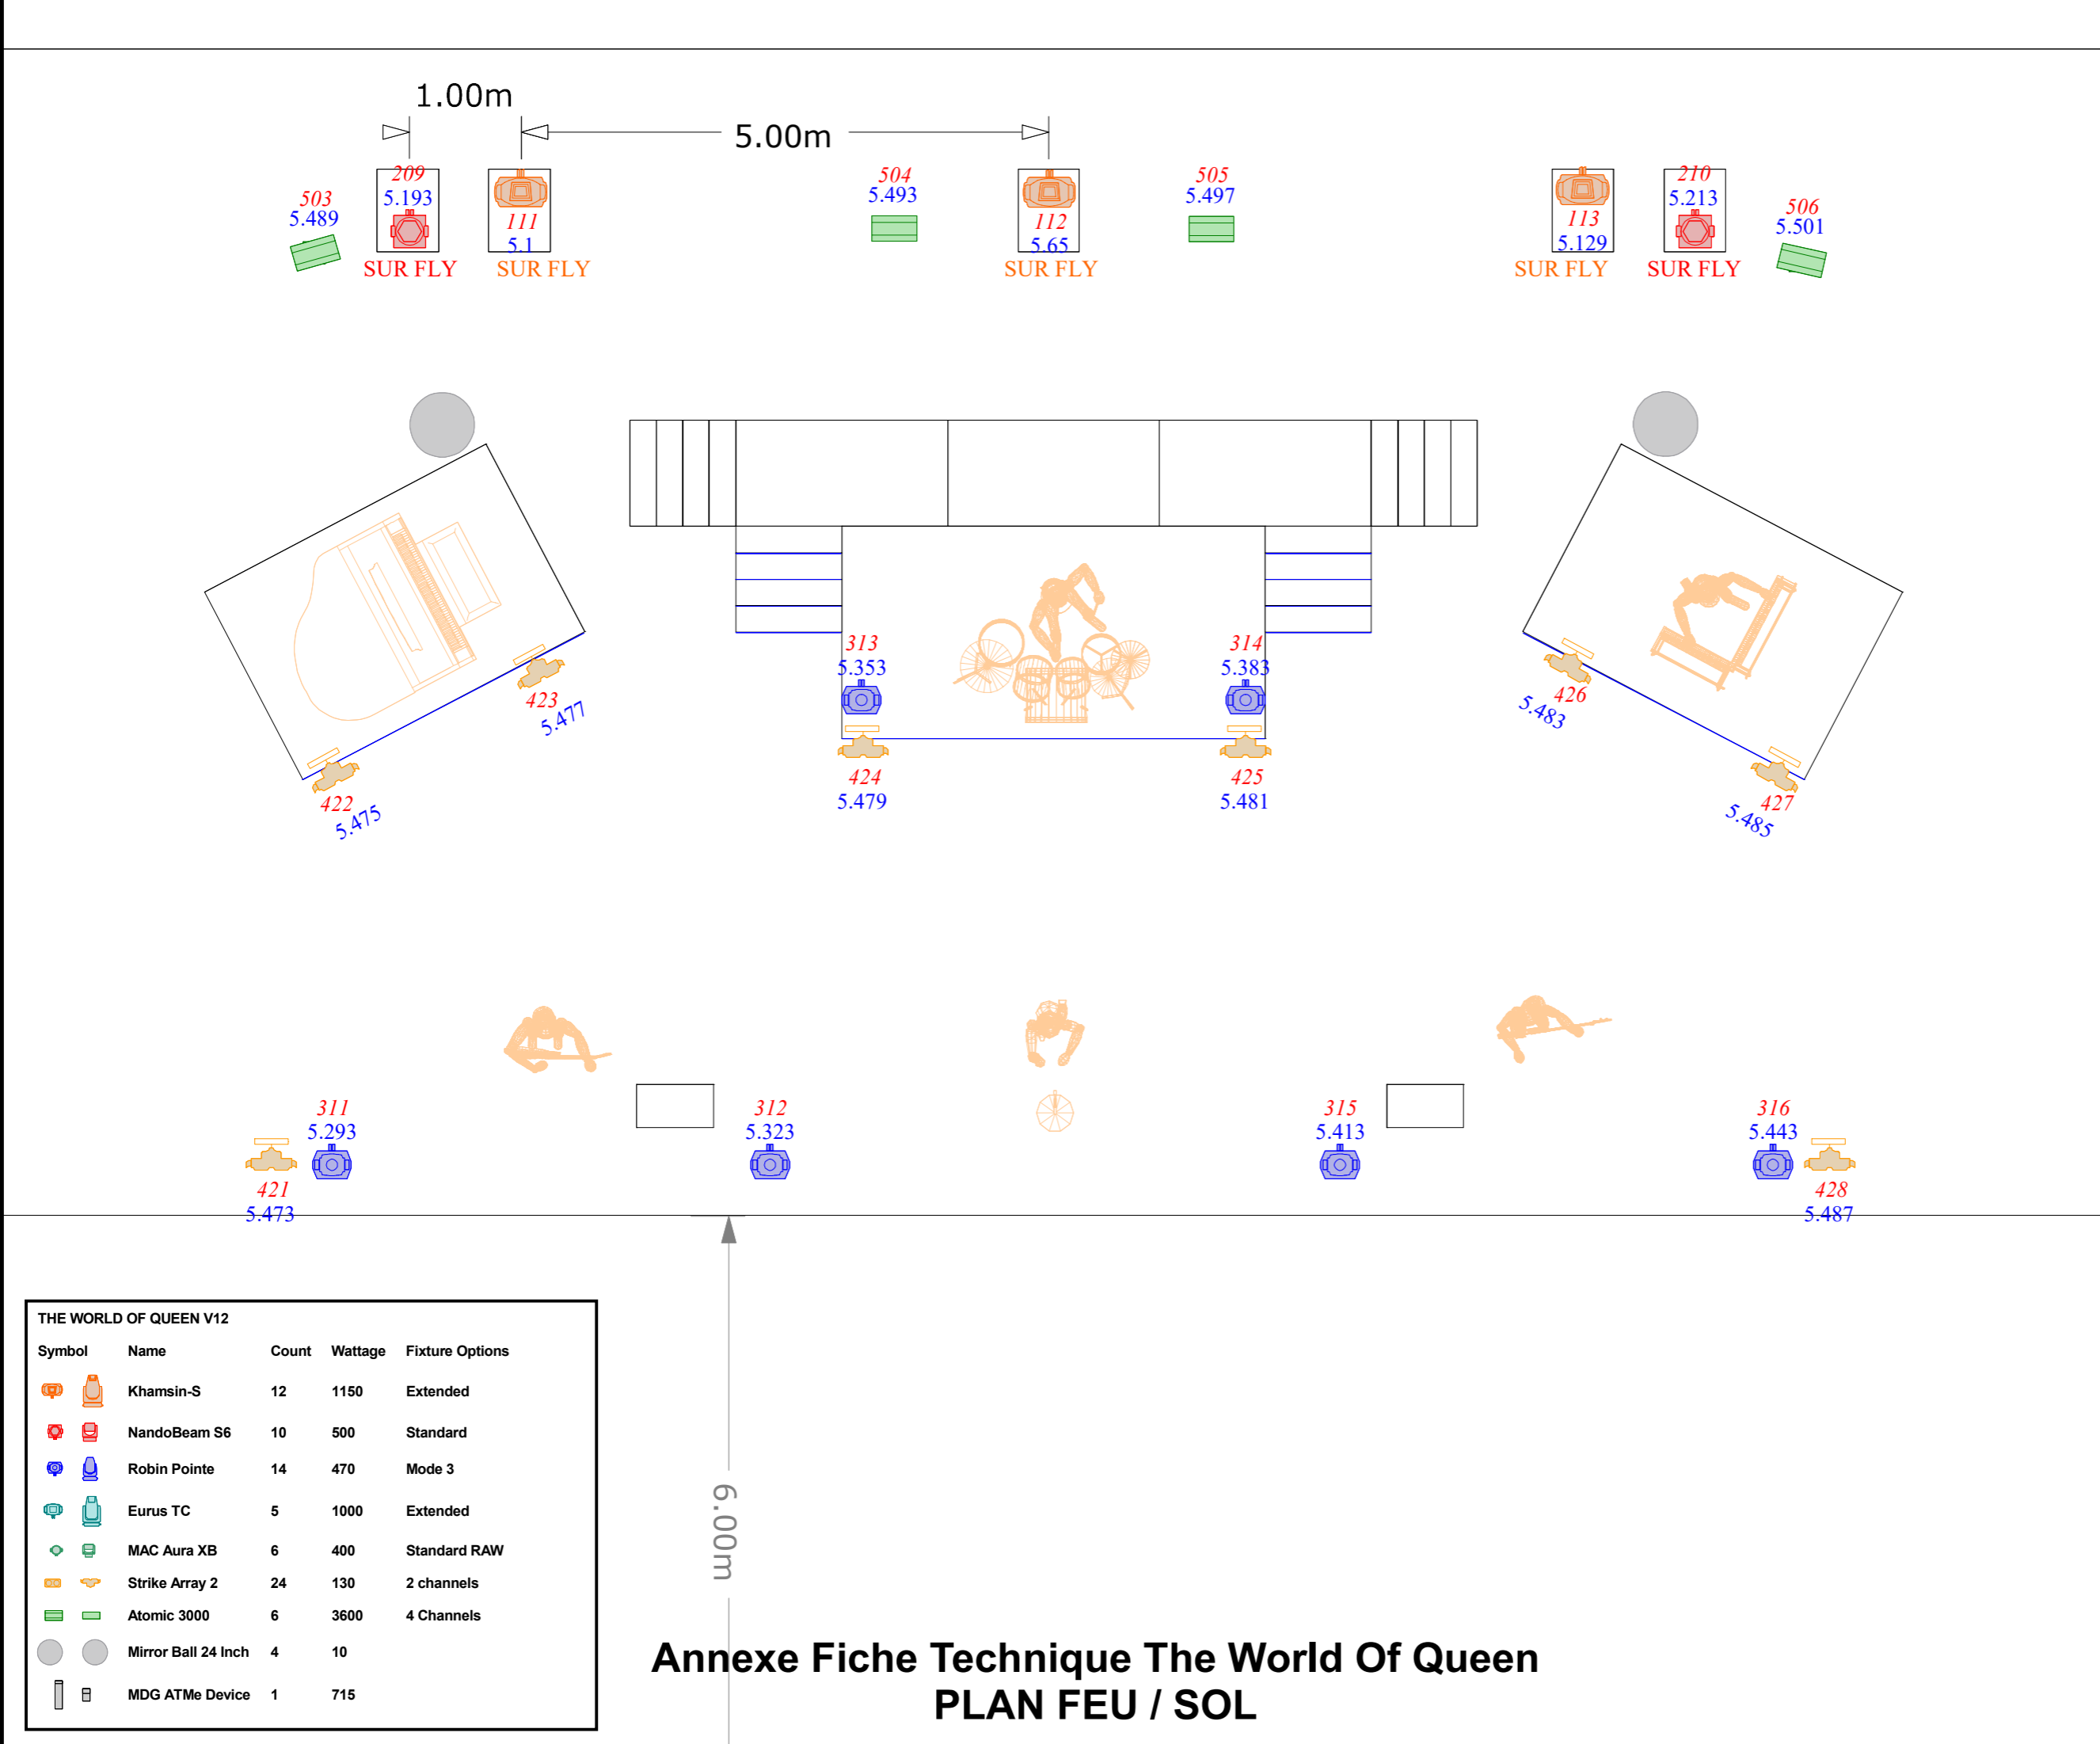 1.00m
5.00m
209
5.193
SUR FLY
503
5.489
111
5.1
SUR FLY
504
5.493
112
5.65
SUR FLY
505
5.497
113
5.129
SUR FLY
210
5.213
SUR FLY
506
5.501
313
5.353
314
5.383
423
5.477
426
5.483
422
5.475
424
5.479
425
5.481
427
5.485
311
5.293
312
5.323
315
5.413
316
5.443
421
5.473
428
5.487
6.00m
THE WORLD OF QUEEN V12
Symbol Name Count Wattage Fixture Options
Khamsin-S 12 1150 Extended
NandoBeam S6 10 500 Standard
Robin Pointe 14 470 Mode 3
Eurus TC 5 1000 Extended
MAC Aura XB 6 400 Standard RAW
Strike Array 2 24 130 2 channels
Atomic 3000 6 3600 4 Channels
Mirror Ball 24 Inch 4 10
MDG ATMe Device 1 715
Annexe Fiche Technique The World Of Queen
PLAN FEU / SOL